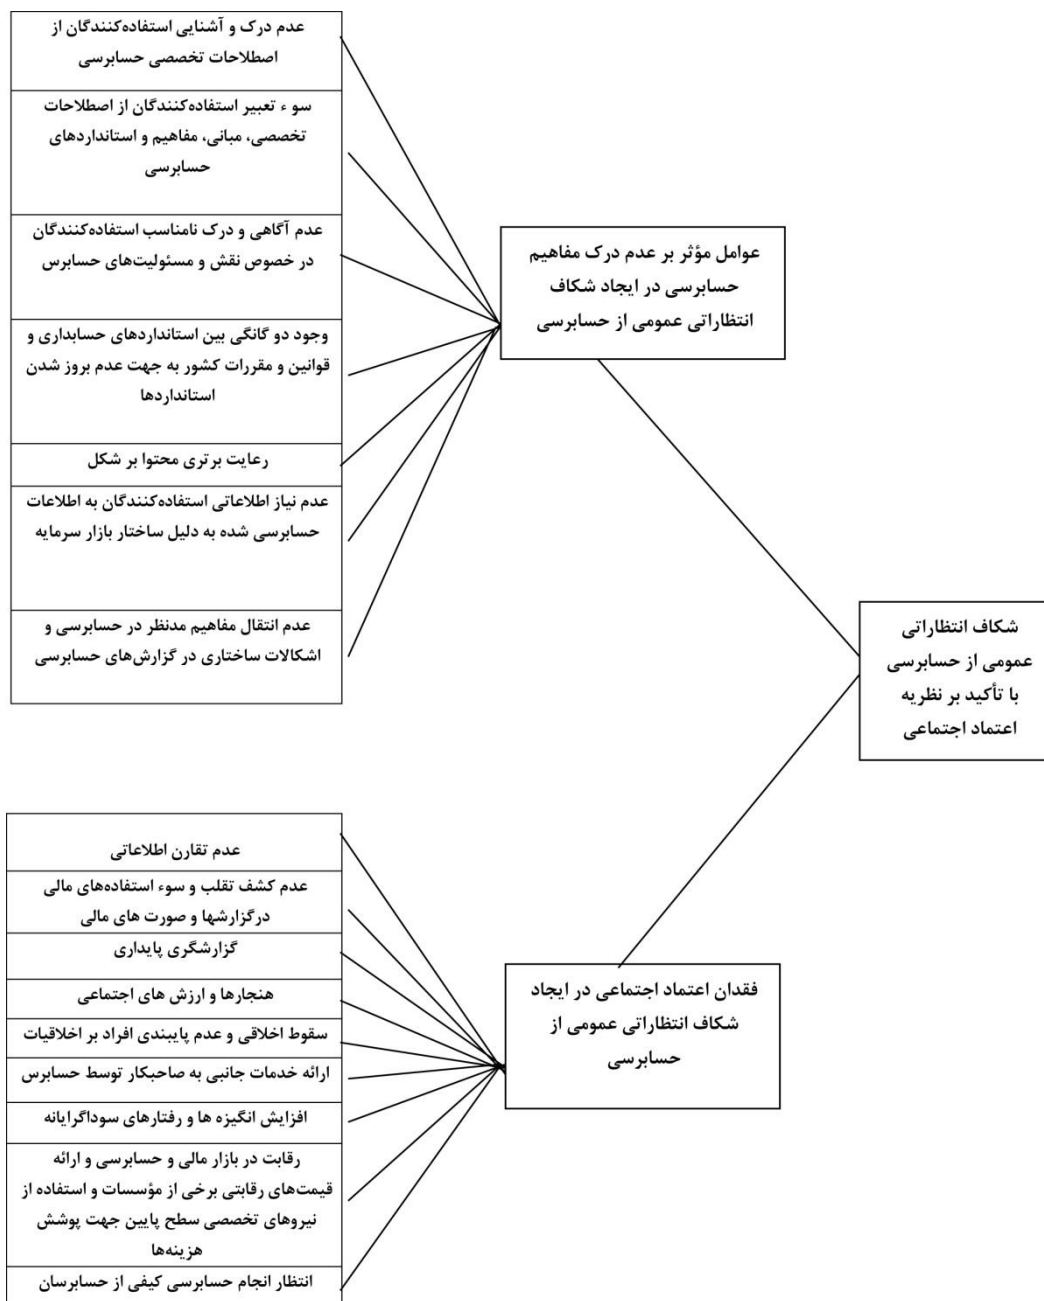 عدم درک و آشنایی استفاده‌کنندگان از
اصطلاحات تخصصی حسابرسی
سو ء تعبیر استفاده‌کنندگان از اصطلاحات
تخصصی، مبانی، مفاهیم و استانداردهای
حسابرسی
عدم آگاهی و درک نامناسب استفاده‌کنندگان
در خصوص نقش و مسئولیت‌های حسابرس
وجود دو گانگی بین استانداردهای حسابداری و
قوانین و مقررات کشور به جهت عدم بروز شدن
استانداردها
رعایت برتری محتوا بر شکل
عدم نیاز اطلاعاتی استفاده‌کنندگان به اطلاعات
حسابرسی شده به دلیل ساختار بازار سرمایه
عدم انتقال مفاهیم مدنظر در حسابرسی و
اشکالات ساختاری در گزارش‌های حسابرسی
عوامل مؤثر بر عدم درک مفاهیم
حسابرسی در ایجاد شکاف
انتظاراتی عمومی از حسابرسی
شکاف انتظاراتی
عمومی از حسابرسی
با تأکید بر نظریه
اعتماد اجتماعی
عدم تقارن اطلاعاتی
عدم کشف تقلب و سوء استفاده‌های مالی
درگزارشها و صورت های مالی
گزارشگری پایداری
هنجارها و ارزش های اجتماعی
سقوط اخلاقی و عدم پایبندی افراد بر اخلاقیات
ارائه خدمات جانبی به صاحبکار توسط حسابرس
افزایش انگیزه ها و رفتارهای سوداگرایانه
رقابت در بازار مالی و حسابرسی و ارائه
قیمت‌های رقابتی برخی از مؤسسات و استفاده از
نیروهای تخصصی سطح پایین جهت پوشش
هزینه‌ها
انتظار انجام حسابرسی کیفی از حسابرسان
فقدان اعتماد اجتماعی در ایجاد
شکاف انتظاراتی عمومی از
حسابرسی